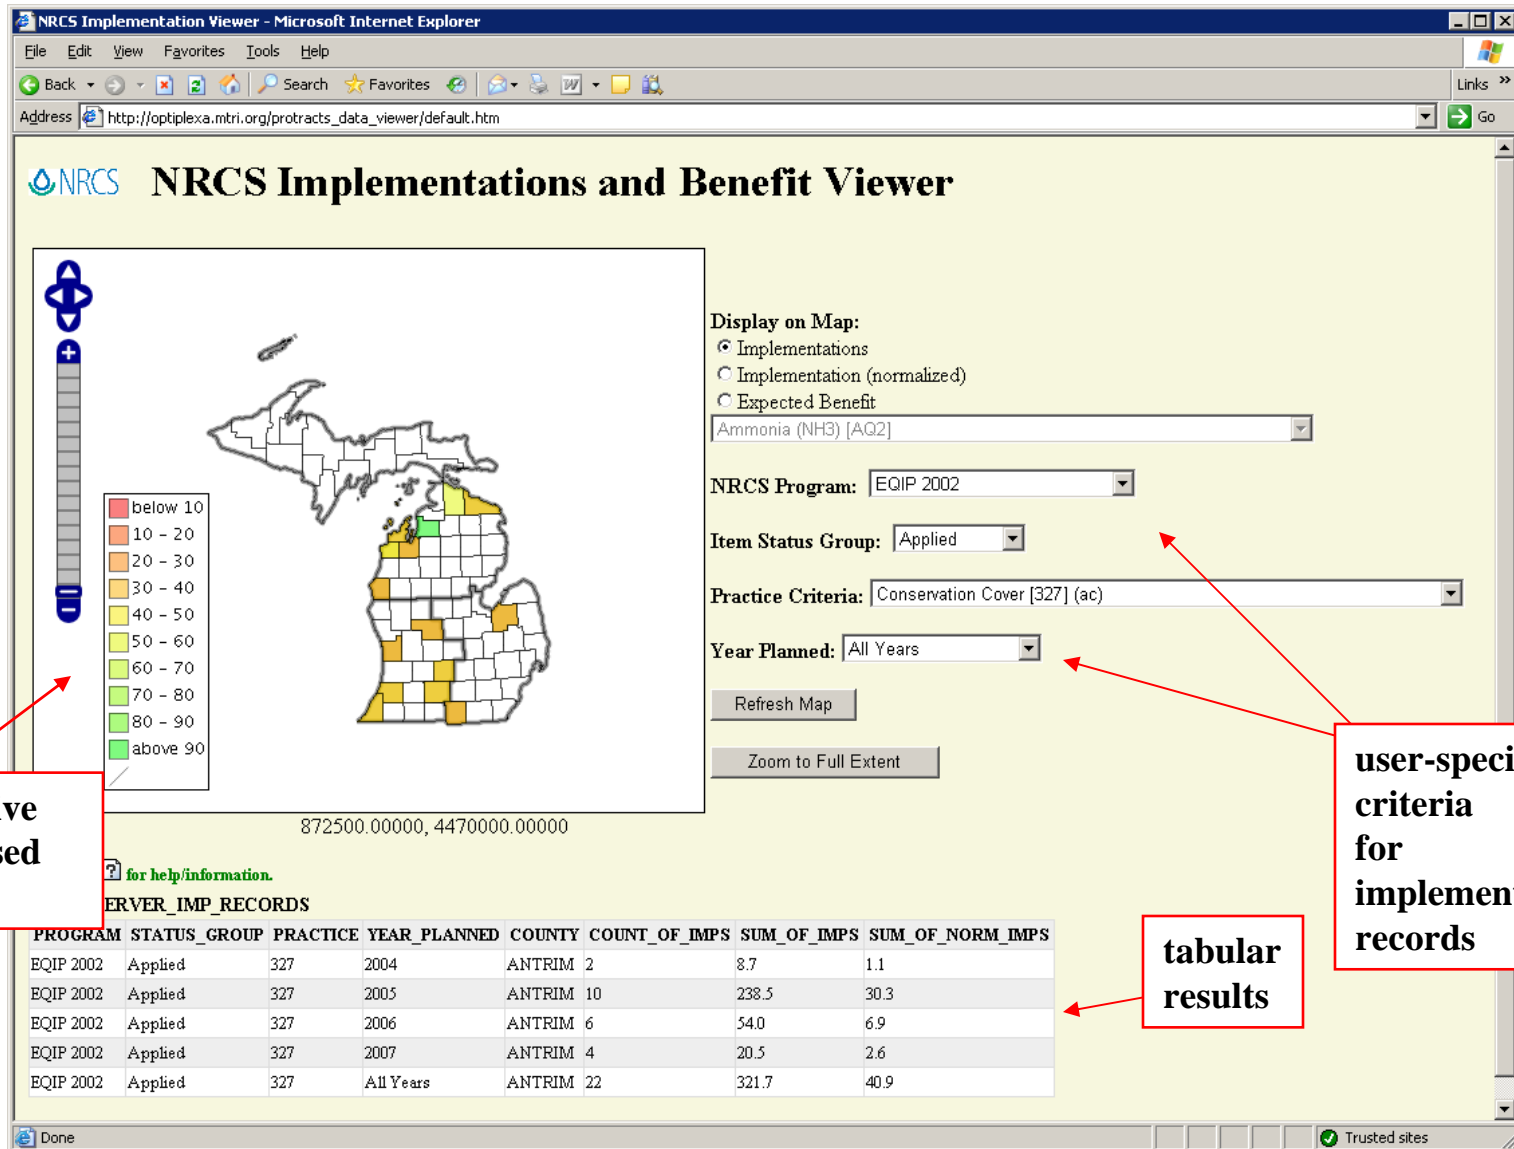 NRCS Implementation Viewer - Microsoft Internet Explorer
File Edit View Favorites Tools Help
Back Search Favorites Links »
Address http://optiplexa.mtri.org/protracts_data_viewer/default.htm Go
NRCS NRCS Implementations and Benefit Viewer
Display on Map:
Implementations
Implementation (normalized)
Expected Benefit
Ammonia (NH3) [AQ2]
NRCS Program: EQIP 2002
Item Status Group: Applied
Practice Criteria: Conservation Cover [327] (ac)
Year Planned: All Years
Refresh Map
Zoom to Full Extent
below 10
10 - 20
20 - 30
30 - 40
40 - 50
50 - 60
60 - 70
70 - 80
80 - 90
above 90
872500.00000, 4470000.00000
for help/information.
PROGRAM STATUS_GROUP PRACTICE YEAR_PLANNED COUNTY COUNT_OF_IMPS SUM_OF_IMPS SUM_OF_NORM_IMPS
EQIP 2002 Applied 327 2004 ANTRIM 2 8.7 1.1
EQIP 2002 Applied 327 2005 ANTRIM 10 238.5 30.3
EQIP 2002 Applied 327 2006 ANTRIM 6 54.0 6.9
EQIP 2002 Applied 327 2007 ANTRIM 4 20.5 2.6
EQIP 2002 Applied 327 All Years ANTRIM 22 321.7 40.9
criteria
for
records
tabular
results
Done Trusted sites